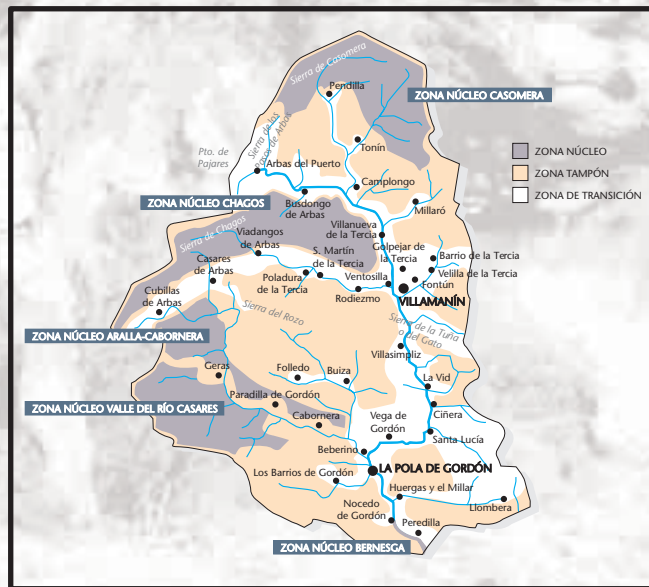 Sierra de Casomera
Pendilla
ZONA NÚCLEO CASOMERA
Sierra de los
Pasos de Arbas
Tonín
Pto. de
Pajares
ZONA NÚCLEO
ZONA TAMPÓN
ZONA DE TRANSICIÓN
Arbas del Puerto
Camplongo
ZONA NÚCLEO CHAGOS
Busdongo
de Arbas
Millaró
Sierra de Chagos
Viadangos
de Arbas
Villanueva
de la Tercia
Golpejar de
la Tercia
Barrio de la Tercia
Velilla de la Tercia
Casares
de Arbas
S. Martín
de la Tercia
Poladura
de la Tercia
Ventosilla
Fontún
Rodiezmo
VILLAMANÍN
Cubillas
de Arbas
Sierra del Rozo
Sierra de la Tuña
o del Gato
ZONA NÚCLEO ARALLA-CABORNERA
Villasimpliz
Geras
Folledo
Buiza
La Vid
ZONA NÚCLEO VALLE DEL RÍO CASARES
Paradilla de Gordón
Ciñera
Cabornera
Vega de
Gordón
Santa Lucía
Beberino
LA POLA DE GORDÓN
Los Barrios de Gordón
Huergas y el Millar
Llombera
Nocedo
de Gordón
Peredilla
ZONA NÚCLEO BERNESGA